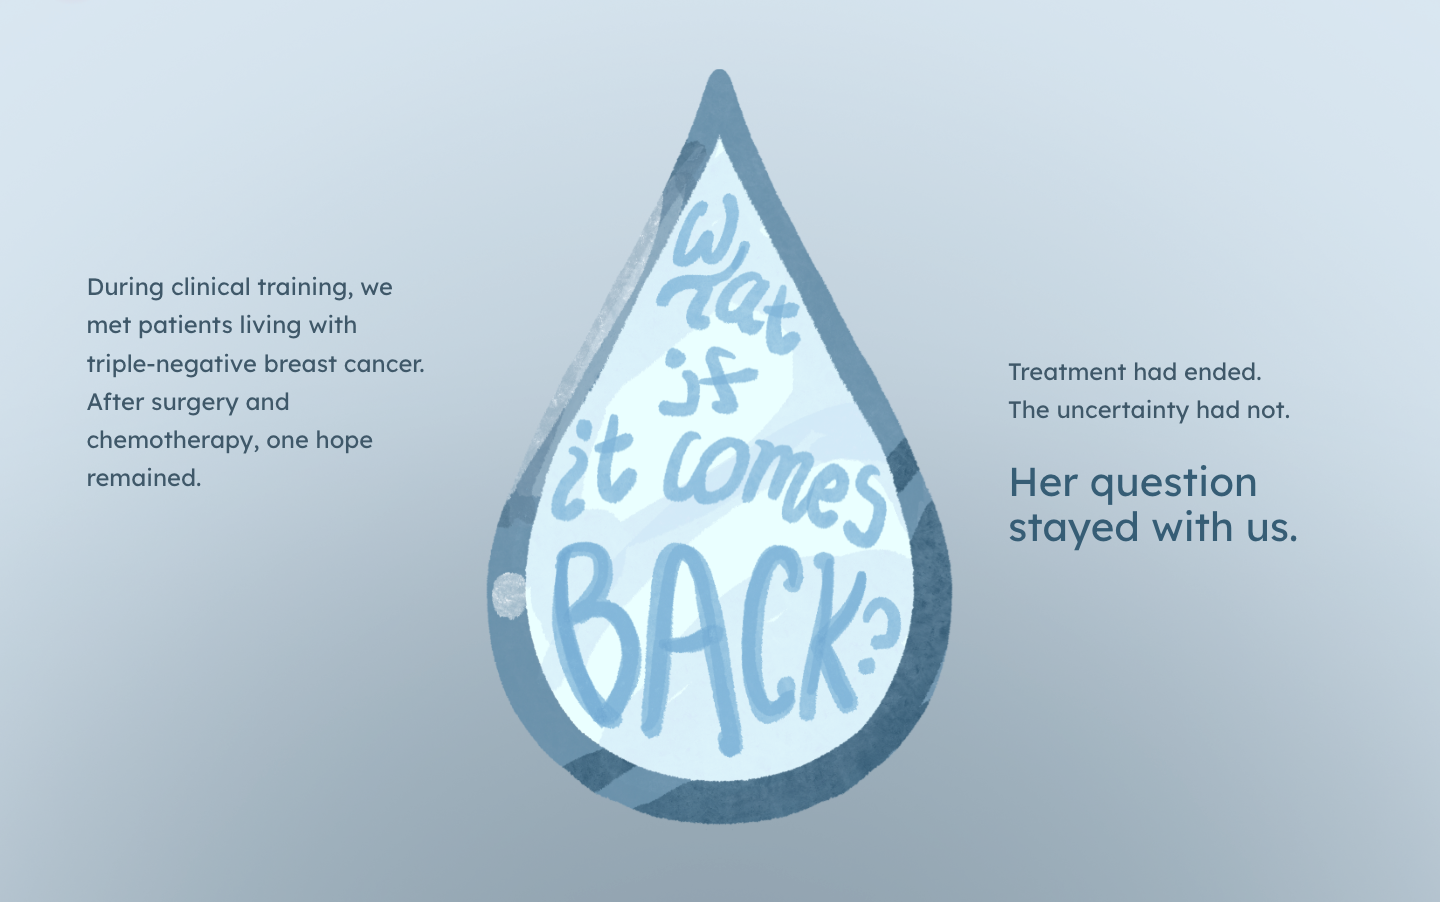 During clinical training, we
met patients living with
triple-negative breast cancer.
After surgery and
chemotherapy, one hope
remained.
What
if
it comes
BACK?
Treatment had ended.
The uncertainty had not.
Her question
stayed with us.